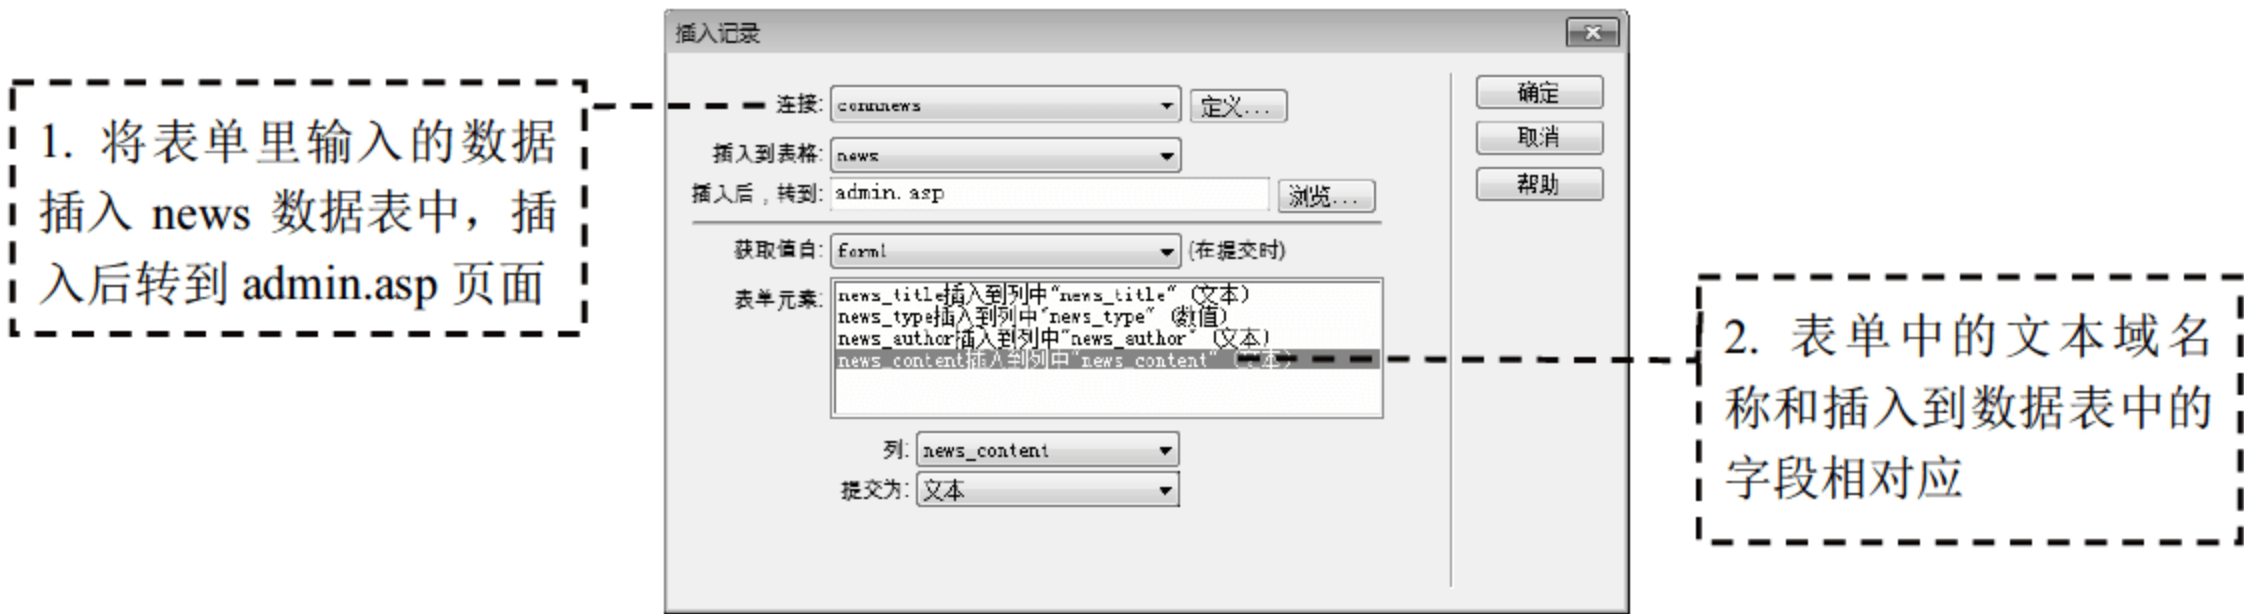 插入记录
1. 将表单里输入的数据
插入 news 数据表中，插
入后转到 admin.asp 页面
连接: connnews 定义...
插入到表格: news
插入后，转到: admin.asp 浏览...
获取值自: form1 (在提交时)
表单元素: news_title插入到列中"news_title" (文本)
news_type插入到列中"news_type" (数值)
news_author插入到列中"news_author" (文本)
news_content插入到列中"news_content" (文本)
列: news_content
提交为: 文本
确定
取消
帮助
2. 表单中的文本域名
称和插入到数据表中的
字段相对应